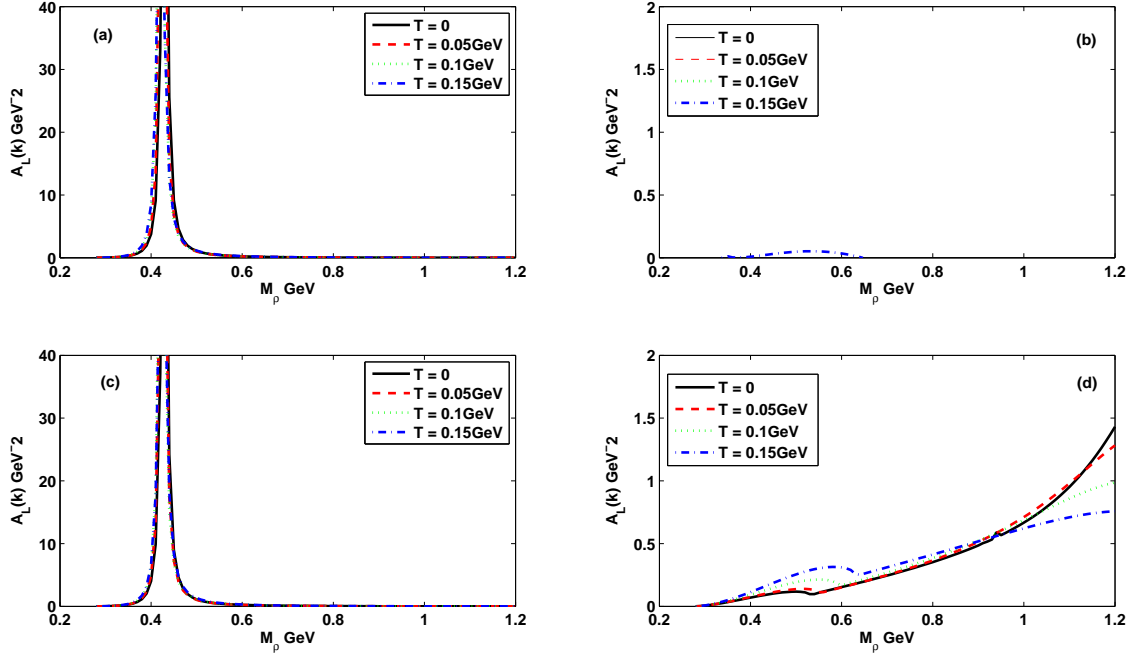 (a)
T = 0
T = 0.05GeV
T = 0.1GeV
T = 0.15GeV
A_L(k) GeV^-2
40
30
20
10
0
0.2 0.4 0.6 0.8 1 1.2
M_ρ GeV
(b)
T = 0
T = 0.05GeV
T = 0.1GeV
T = 0.15GeV
A_L(k) GeV^-2
2
1.5
1
0.5
0
0.2 0.4 0.6 0.8 1 1.2
M_ρ GeV
(c)
T = 0
T = 0.05GeV
T = 0.1GeV
T = 0.15GeV
A_L(k) GeV^-2
40
30
20
10
0
0.2 0.4 0.6 0.8 1 1.2
M_ρ GeV
(d)
T = 0
T = 0.05GeV
T = 0.1GeV
T = 0.15GeV
A_L(k) GeV^-2
2
1.5
1
0.5
0
0.2 0.4 0.6 0.8 1 1.2
M_ρ GeV